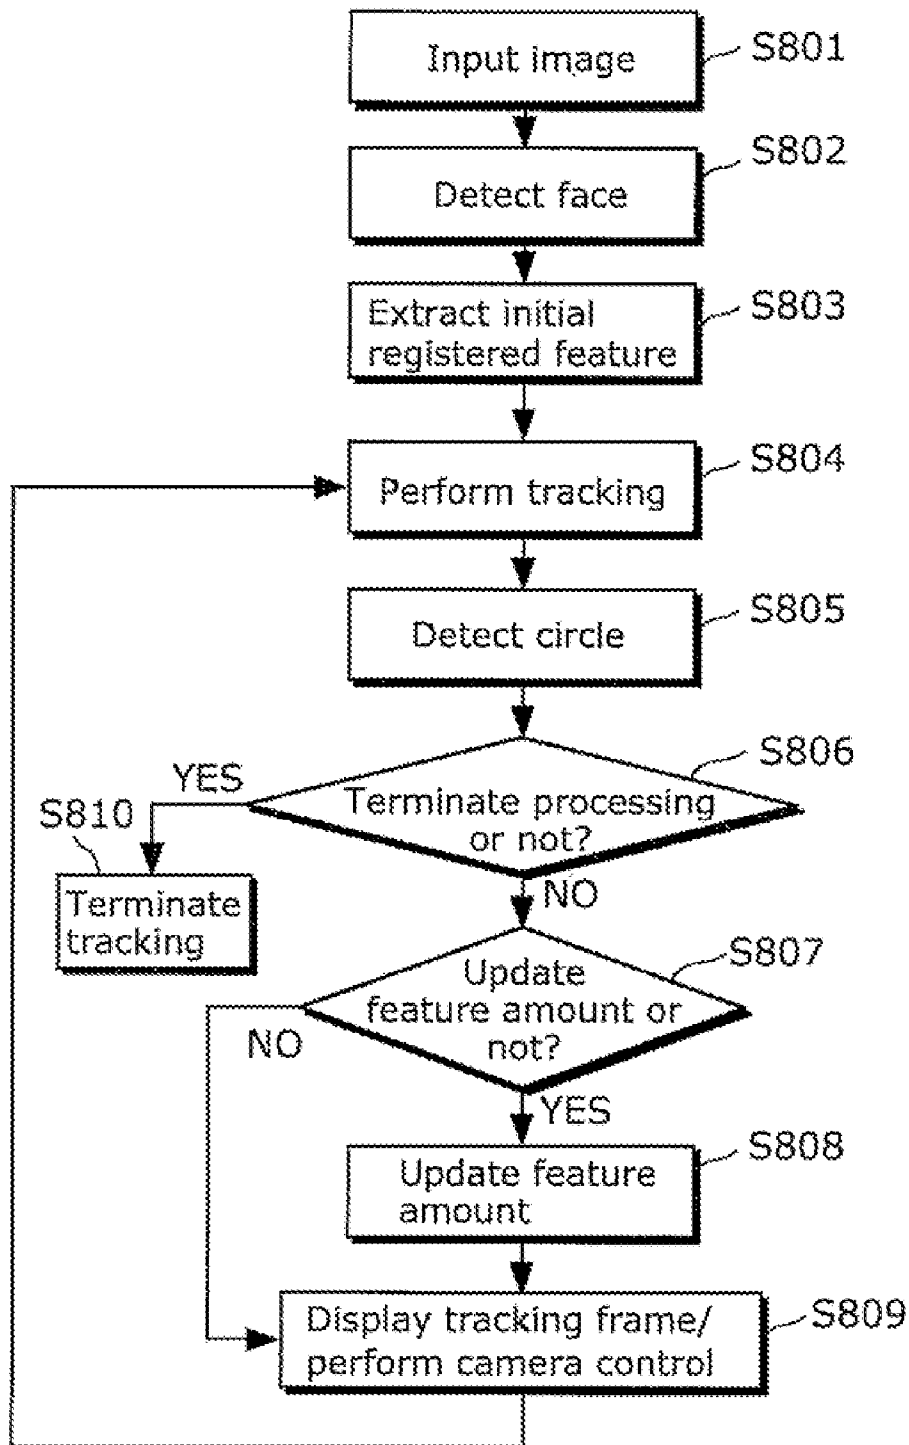 Input image
S801
Detect face
S802
Extract initial
registered feature
S803
Perform tracking
S804
Detect circle
S805
Terminate processing
or not?
S806
YES
S810
Terminate
tracking
NO
Update
feature amount or
not?
S807
NO
YES
Update feature
amount
S808
Display tracking frame/
perform camera control
S809